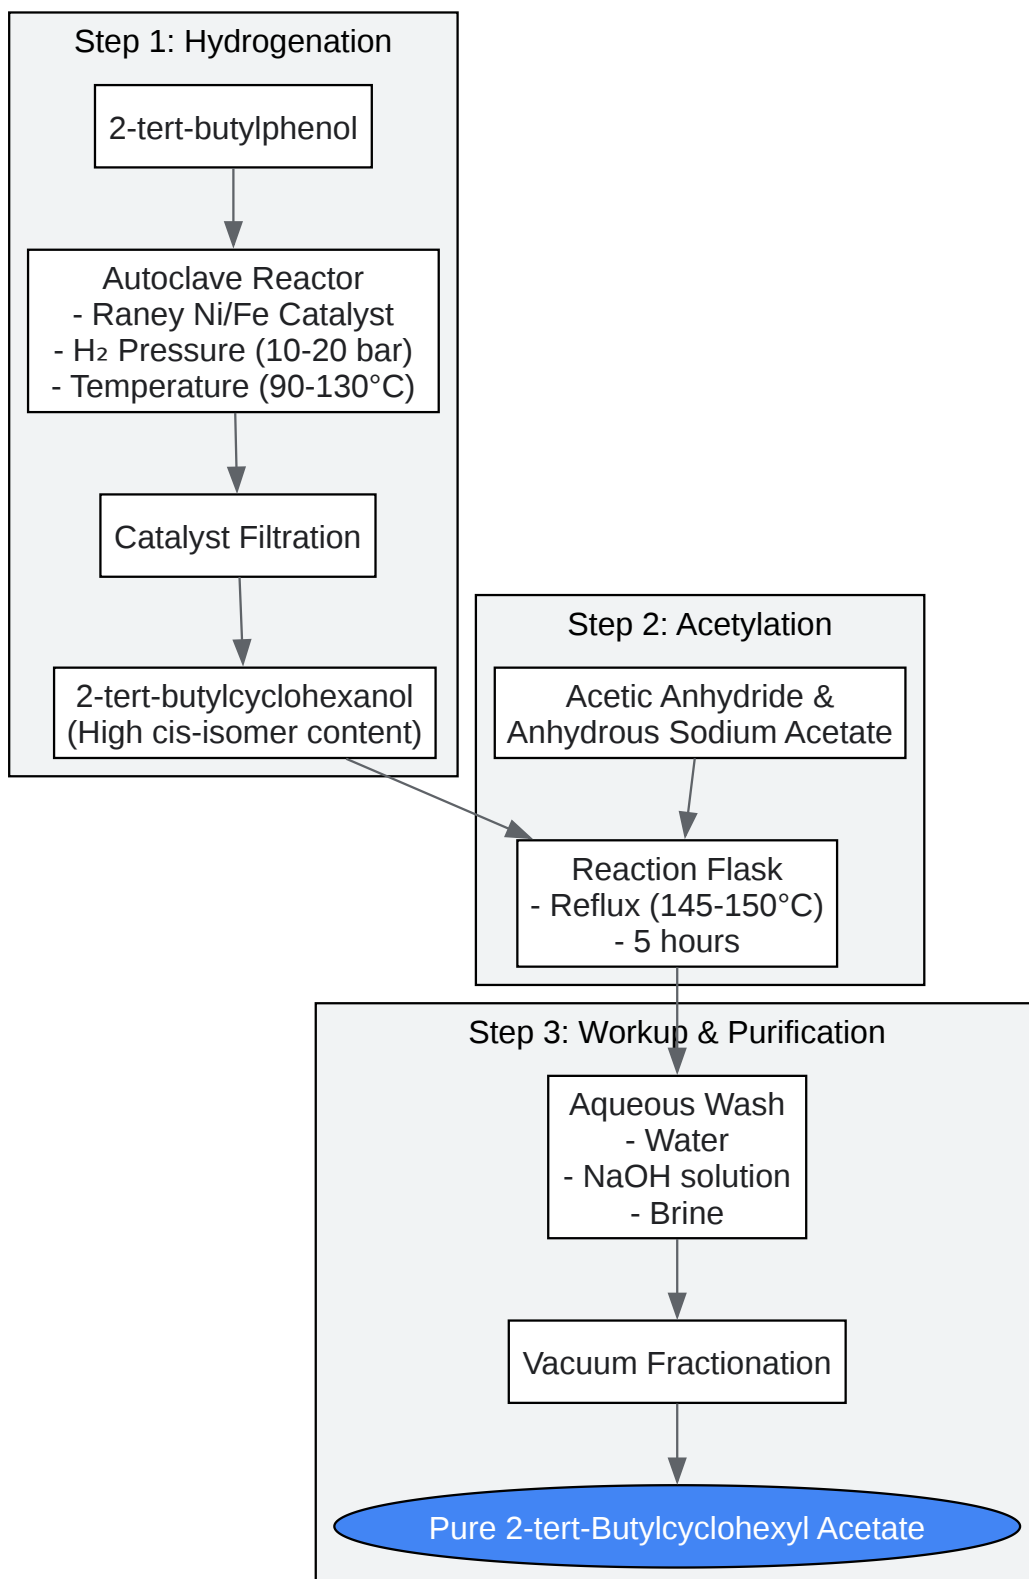 Step 1: Hydrogenation
2-tert-butylphenol
Autoclave Reactor
- Raney Ni/Fe Catalyst
- H₂ Pressure (10-20 bar)
- Temperature (90-130°C)
Catalyst Filtration
2-tert-butylcyclohexanol
(High cis-isomer content)
Step 2: Acetylation
Acetic Anhydride &
Anhydrous Sodium Acetate
Reaction Flask
- Reflux (145-150°C)
- 5 hours
Step 3: Workup & Purification
Aqueous Wash
- Water
- NaOH solution
- Brine
Vacuum Fractionation
Pure 2-tert-Butylcyclohexyl Acetate